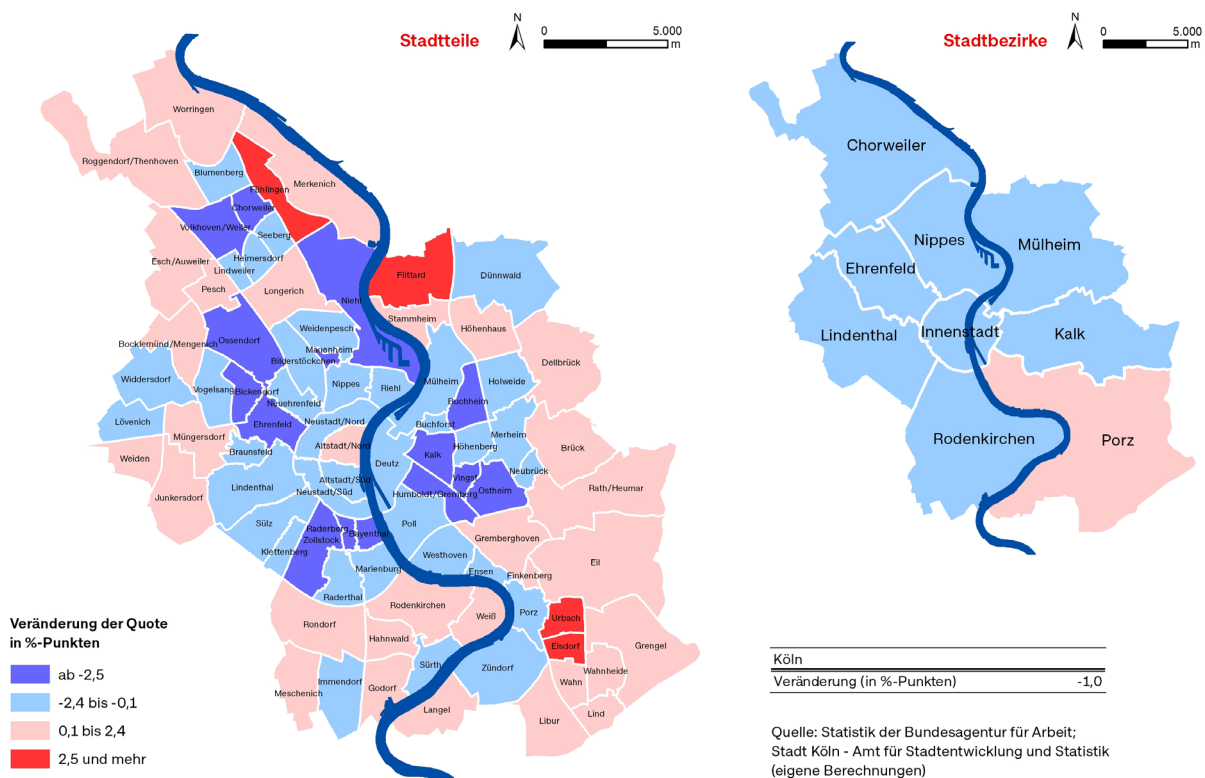 Stadtteile
N
0 5.000
m
Worringen
Roggendorf/Thenhoven
Blumenberg
Fühlingen
Merkenich
Chorweiler
Volkhoven/Weiler
Seeberg
Heimersdorf
Lindweiler
Esch/Auweiler
Pesch
Longerich
Niehl
Flittard
Dünnwald
Stammheim
Höhenhaus
Dellbrück
Weidenpesch
Ossendorf
Mauenheim
Bilderstöckchen
Bocklemünd/Mengenich
Widdersdorf
Vogelsang
Bickendorf
Nippes
Riehl
Mülheim
Holweide
Buchheim
Neuehrenfeld
Lövenich
Ehrenfeld
Neustadt/Nord
Buchforst
Merheim
Müngersdorf
Braunsfeld
Altstadt/Nord
Höhenberg
Brück
Weiden
Deutz
Kalk
Neubrück
Junkersdorf
Lindenthal
Altstadt/Süd
Neustadt/Süd
Vingst
Ostheim
Humboldt/Gremberg
Rath/Heumar
Sülz
Raderberg
Zollstock
Bayenthal
Poll
Gremberghoven
Klettenberg
Marienburg
Westhoven
Ensen
Finkenberg
Eil
Raderthal
Rodenkirchen
Weiß
Porz
Urbach
Rondorf
Hahnwald
Elsdorf
Grengel
Sürth
Zündorf
Wahnheide
Wahn
Meschenich
Immendorf
Godorf
Langel
Libur
Lind
Veränderung der Quote
in %-Punkten
ab -2,5
-2,4 bis -0,1
0,1 bis 2,4
2,5 und mehr
Stadtbezirke
N
0 5.000
m
Chorweiler
Nippes
Mülheim
Ehrenfeld
Lindenthal
Innenstadt
Kalk
Rodenkirchen
Porz
Köln
Veränderung (in %-Punkten) -1,0
Quelle: Statistik der Bundesagentur für Arbeit;
Stadt Köln - Amt für Stadtentwicklung und Statistik
(eigene Berechnungen)